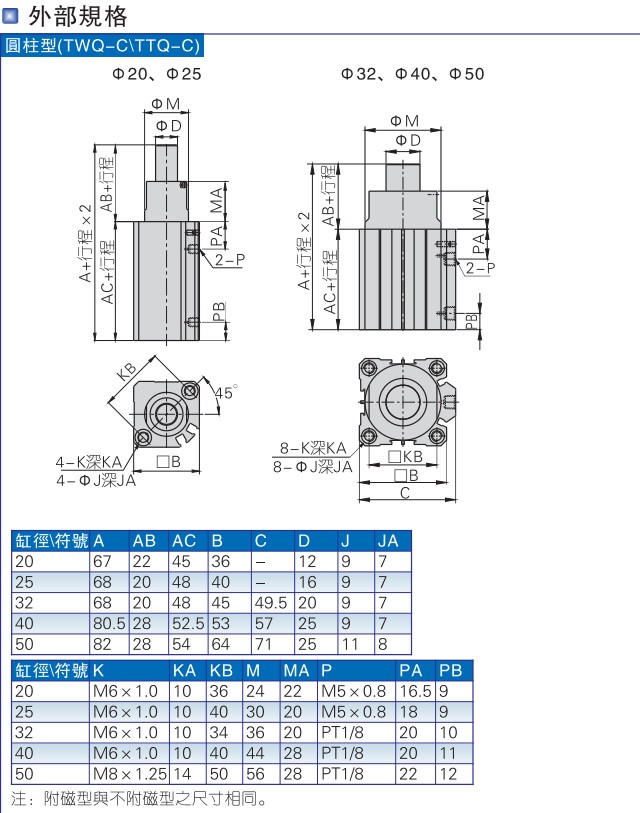 外部規格
圓柱型(TWQ-C\TTQ-C)
Φ20、Φ25
Φ32、Φ40、Φ50
ΦM
ΦD
AB+行程
A+行程×2
AC+行程
MA
PA
2-P
PB
ΦM
ΦD
AB+行程
A+行程×2
AC+行程
MA
PA
2-P
PB
KB
45°
4-K深KA
4-ΦJ深JA
□B
8-K深KA
8-ΦJ深JA
□KB
□B
C
缸徑\符號 A AB AC B C D J JA
20 67 22 45 36 – 12 9 7
25 68 20 48 40 – 16 9 7
32 68 20 48 45 49.5 20 9 7
40 80.5 28 52.5 53 57 25 9 7
50 82 28 54 64 71 25 11 8
缸徑\符號 K KA KB M MA P PA PB
20 M6×1.0 10 36 24 22 M5×0.8 16.5 9
25 M6×1.0 10 40 30 20 M5×0.8 18 9
32 M6×1.0 10 34 36 20 PT1/8 20 10
40 M6×1.0 10 40 44 28 PT1/8 20 11
50 M8×1.25 14 50 56 28 PT1/8 22 12
注：附磁型與不附磁型之尺寸相同。